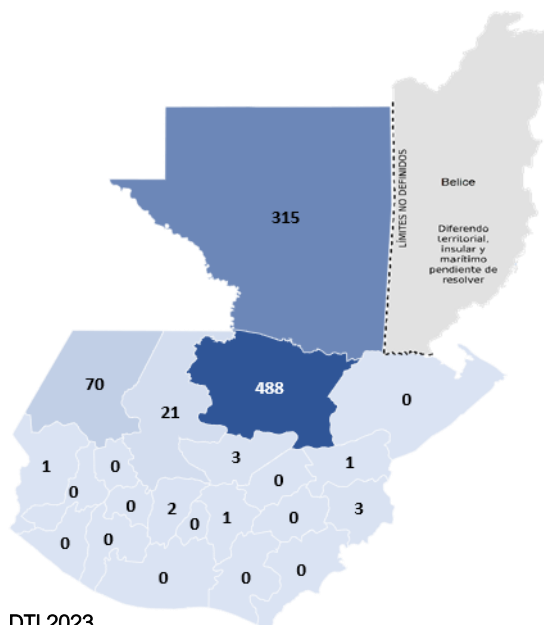 LÍMITES NO DEFINIDOS
Belice
Diferendo
territorial,
insular y
marítimo
pendiente de
resolver
315
70
21
488
0
1
0
3
0
1
0
0
2
0
1
0
3
0
0
0
0
0
DTI 2023